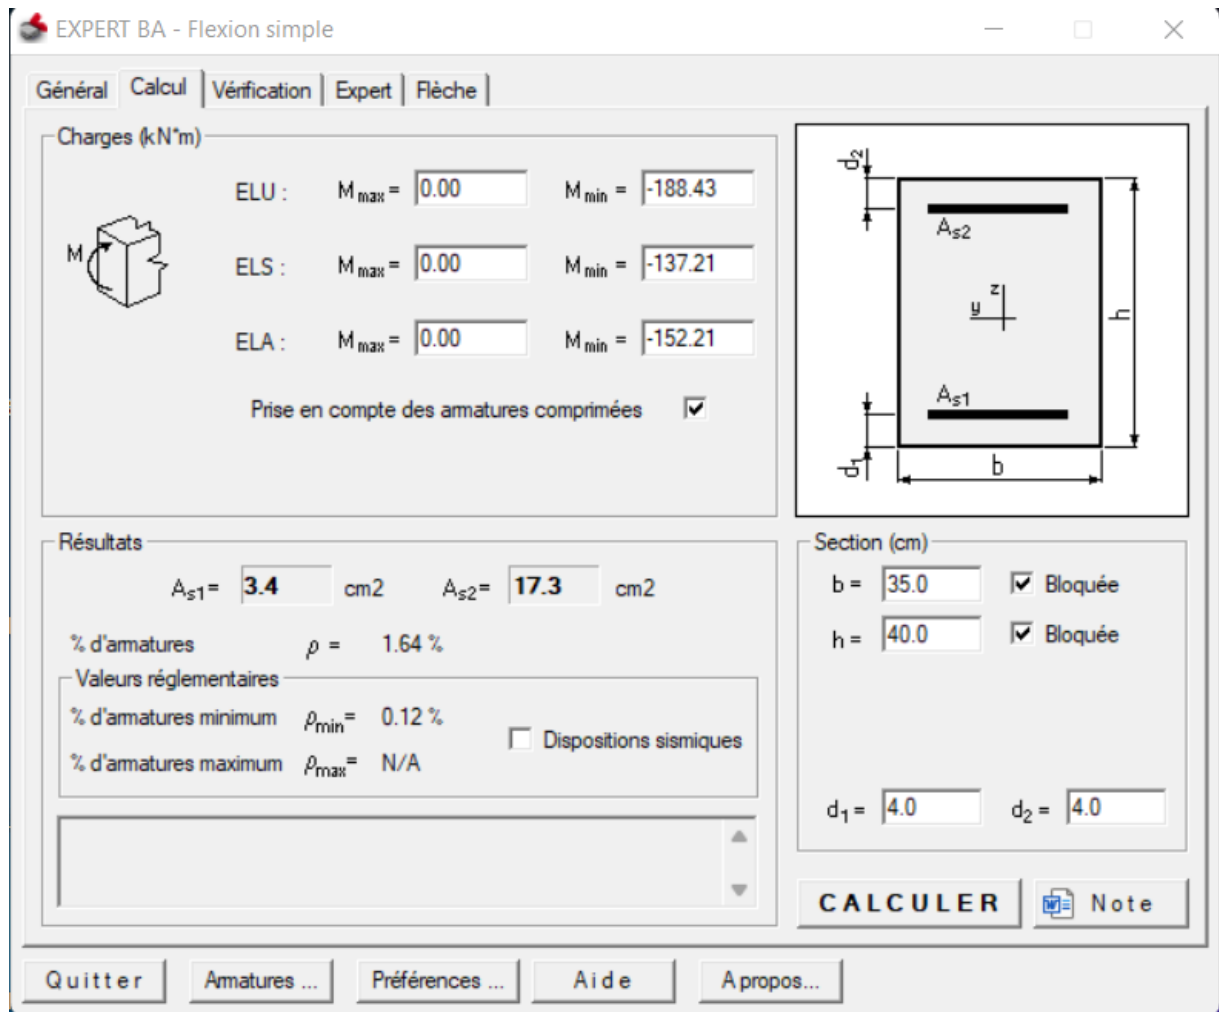 EXPERT BA - Flexion simple
Général Calcul Vérification Expert Flèche
Charges (kN*m)
ELU : M max = 0.00 M min = -188.43
ELS : M max = 0.00 M min = -137.21
ELA : M max = 0.00 M min = -152.21
Prise en compte des armatures comprimées
M
d2
As2
z
y
h
As1
d1
b
Résultats
As1= 3.4 cm2 As2= 17.3 cm2
% d'armatures ρ = 1.64 %
Valeurs réglementaires
% d'armatures minimum ρmin= 0.12 %
Dispositions sismiques
% d'armatures maximum ρmax= N/A
Section (cm)
b = 35.0 Bloquée
h = 40.0 Bloquée
d1 = 4.0 d2 = 4.0
CALCULER Note
Quitter Armatures ... Préférences ... Aide A propos...